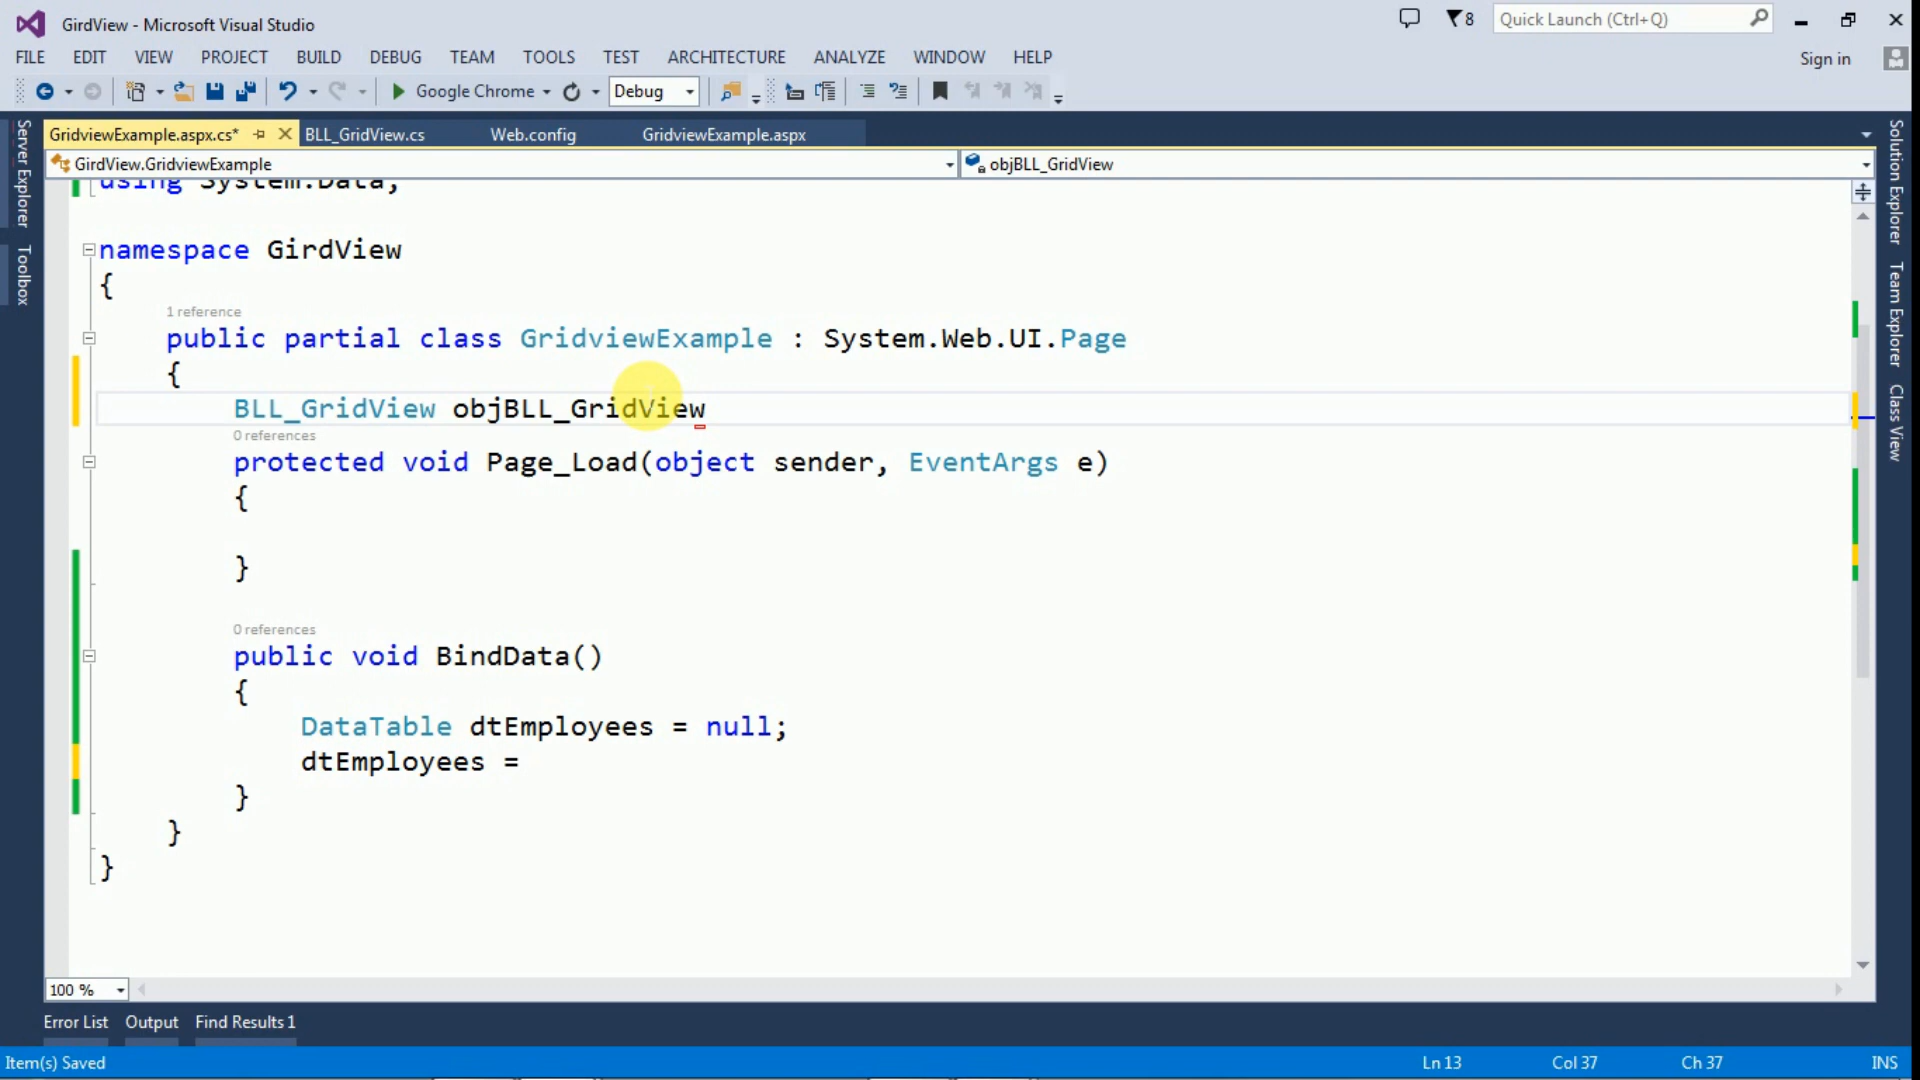 GirdView - Microsoft Visual Studio
8
Quick Launch (Ctrl+Q)
FILE EDIT VIEW PROJECT BUILD DEBUG TEAM TOOLS TEST ARCHITECTURE ANALYZE WINDOW HELP
Sign in
Google Chrome
Debug
GridviewExample.aspx.cs*
BLL_GridView.cs
Web.config
GridviewExample.aspx
GirdView.GridviewExample
objBLL_GridView
Server Explorer
Toolbox
Solution Explorer
Team Explorer
Class View
using System.Data;
namespace GirdView
{
1 reference
public partial class GridviewExample : System.Web.UI.Page
{
BLL_GridView objBLL_GridView
0 references
protected void Page_Load(object sender, EventArgs e)
{
}
0 references
public void BindData()
{
DataTable dtEmployees = null;
dtEmployees =
}
}
}
100 %
Error List Output Find Results 1
Item(s) Saved
Ln 13 Col 37 Ch 37 INS